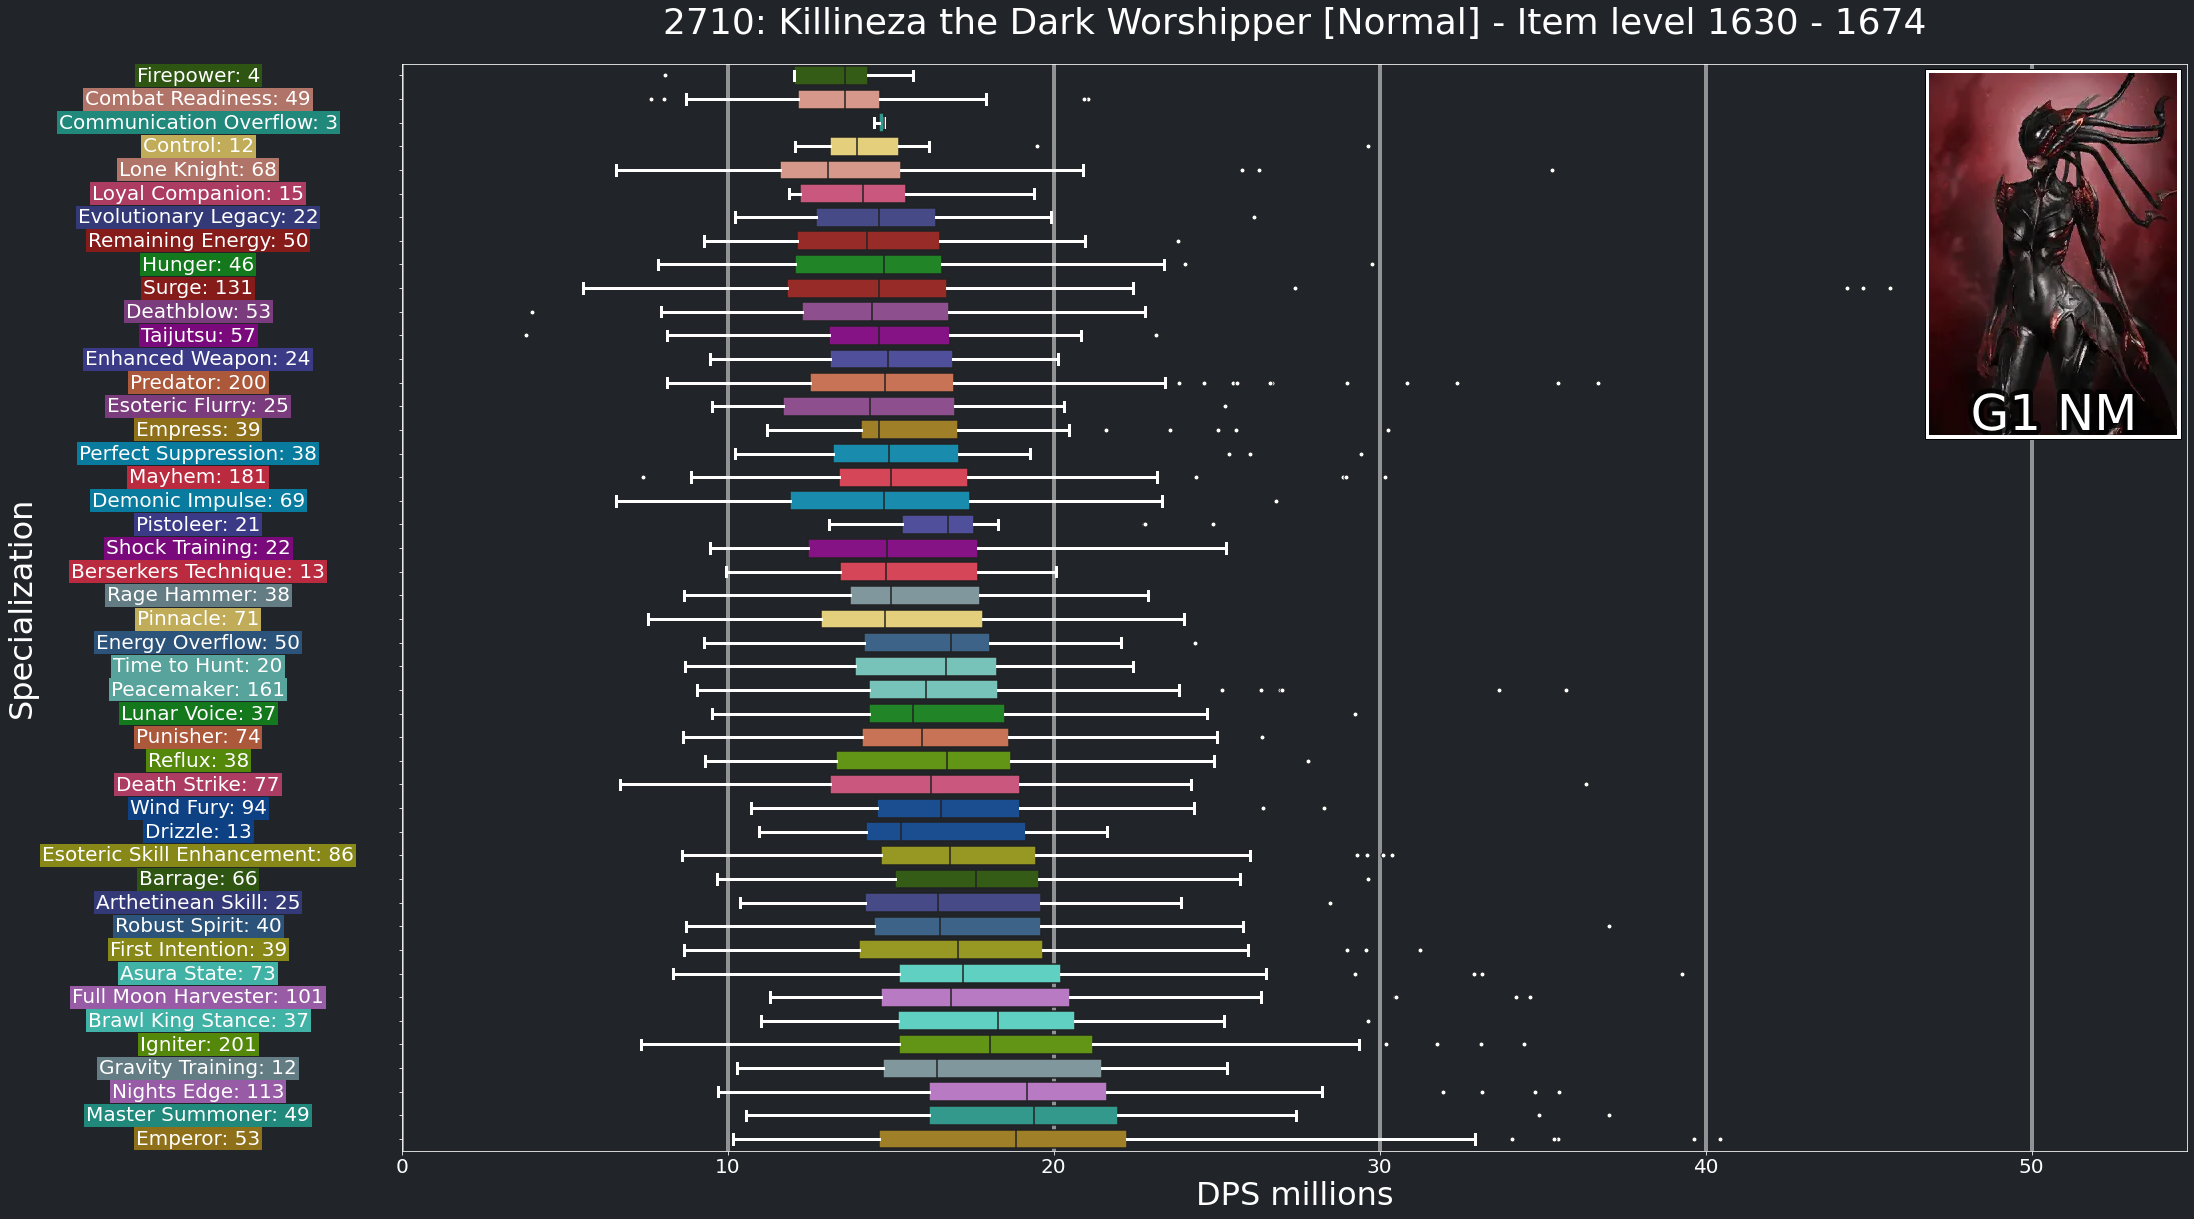 2710: Killineza the Dark Worshipper [Normal] - Item level 1630 - 1674
Specialization
Firepower: 4
Combat Readiness: 49
Communication Overflow: 3
Control: 12
Lone Knight: 68
Loyal Companion: 15
Evolutionary Legacy: 22
Remaining Energy: 50
Hunger: 46
Surge: 131
Deathblow: 53
Taijutsu: 57
Enhanced Weapon: 24
Predator: 200
Esoteric Flurry: 25
Empress: 39
Perfect Suppression: 38
Mayhem: 181
Demonic Impulse: 69
Pistoleer: 21
Shock Training: 22
Berserkers Technique: 13
Rage Hammer: 38
Pinnacle: 71
Energy Overflow: 50
Time to Hunt: 20
Peacemaker: 161
Lunar Voice: 37
Punisher: 74
Reflux: 38
Death Strike: 77
Wind Fury: 94
Drizzle: 13
Esoteric Skill Enhancement: 86
Barrage: 66
Arthetinean Skill: 25
Robust Spirit: 40
First Intention: 39
Asura State: 73
Full Moon Harvester: 101
Brawl King Stance: 37
Igniter: 201
Gravity Training: 12
Nights Edge: 113
Master Summoner: 49
Emperor: 53
G1 NM
0 10 20 30 40 50
DPS millions